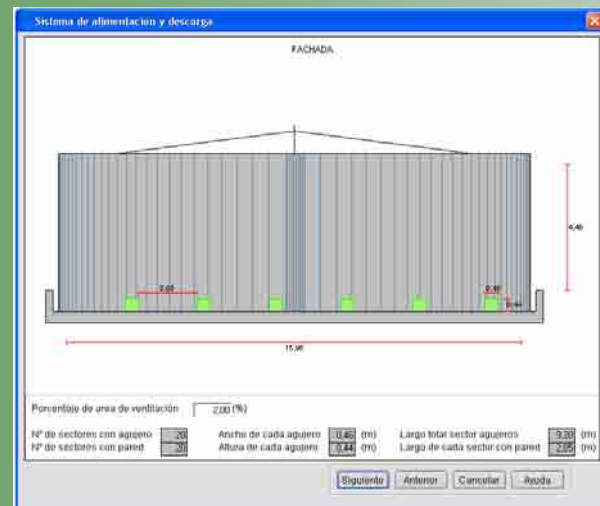 Sistema de alimentacion y descarga
FACHADA
4,46
2,05
0,46
0,44
15,96
Porcentaje de area de ventilación 2,00 (%)
Nº de sectores con agujero 20 Ancho de cada agujero 0,46 (m) Largo total sector agujeros 9,20 (m)
Nº de sectores con pared 20 Altura de cada agujero 0,44 (m) Largo de cada sector con pared 2,05 (m)
Siguiente Anterior Cancelar Ayuda